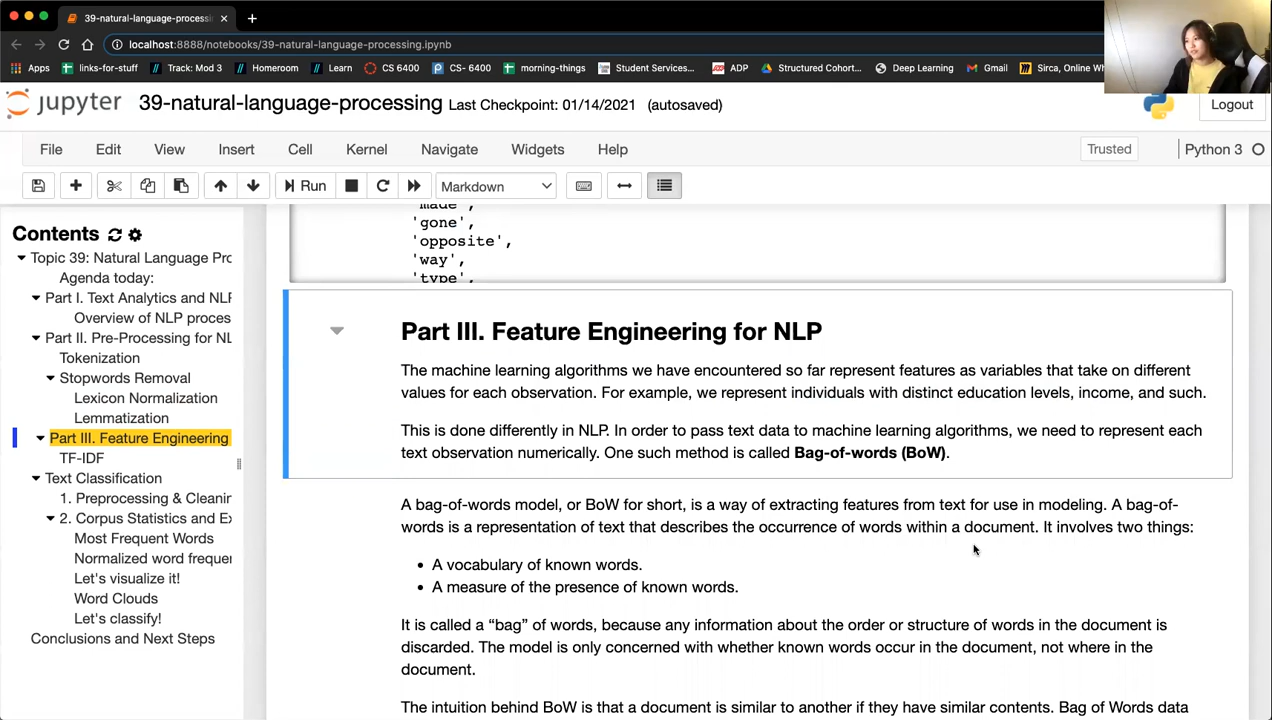 39-natural-language-processi
localhost:8888/notebooks/39-natural-language-processing.ipynb
Apps links-for-stuff Track: Mod 3 Homeroom Learn CS 6400 CS- 6400 morning-things Student Services... ADP Structured Cohort... Deep Learning Gmail Sirca, Online Wh
jupyter 39-natural-language-processing Last Checkpoint: 01/14/2021 (autosaved) Logout
File Edit View Insert Cell Kernel Navigate Widgets Help Trusted Python 3
Run Markdown
Contents
Topic 39: Natural Language Prc
Agenda today:
Part I. Text Analytics and NLF
Overview of NLP proces
Part II. Pre-Processing for NL
Tokenization
Stopwords Removal
Lexicon Normalization
Lemmatization
Part III. Feature Engineering
TF-IDF
Text Classification
1. Preprocessing & Cleanir
2. Corpus Statistics and Ex
Most Frequent Words
Normalized word frequer
Let's visualize it!
Word Clouds
Let's classify!
Conclusions and Next Steps
'made',
'gone',
'opposite',
'way',
'type',
Part III. Feature Engineering for NLP
The machine learning algorithms we have encountered so far represent features as variables that take on different
values for each observation. For example, we represent individuals with distinct education levels, income, and such.
This is done differently in NLP. In order to pass text data to machine learning algorithms, we need to represent each
text observation numerically. One such method is called Bag-of-words (BoW).
A bag-of-words model, or BoW for short, is a way of extracting features from text for use in modeling. A bag-of-
words is a representation of text that describes the occurrence of words within a document. It involves two things:
• A vocabulary of known words.
• A measure of the presence of known words.
It is called a “bag” of words, because any information about the order or structure of words in the document is
discarded. The model is only concerned with whether known words occur in the document, not where in the
document.
The intuition behind BoW is that a document is similar to another if they have similar contents. Bag of Words data